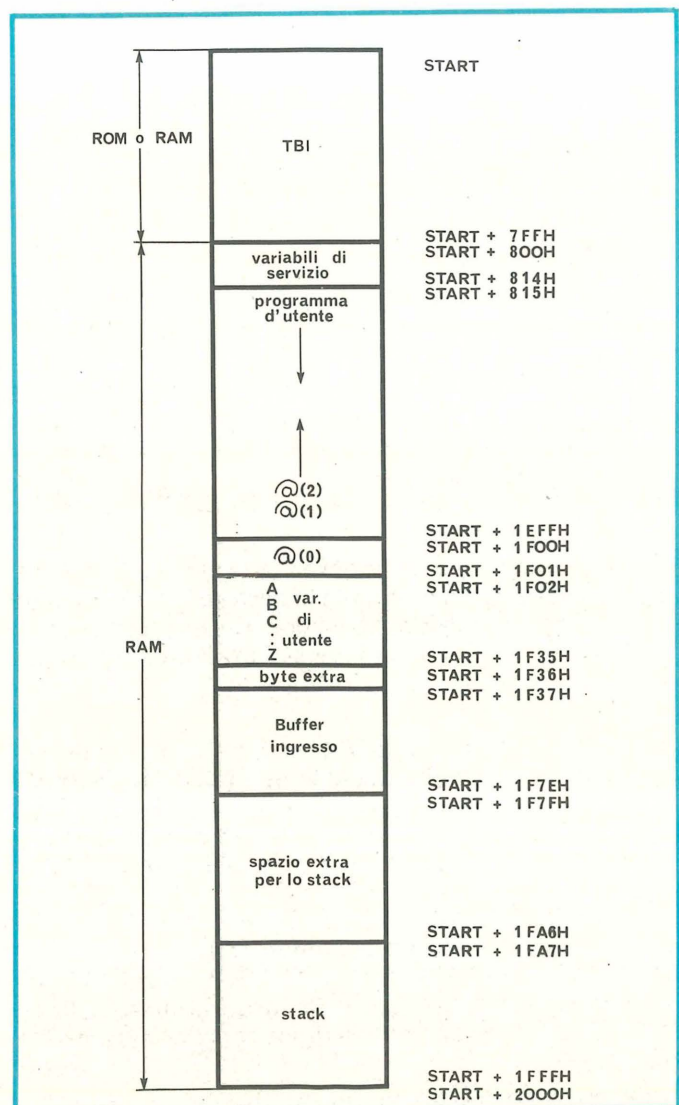 START
ROM o RAM
TBI
START + 7FFH
START + 800H
variabili di
servizio
START + 814H
START + 815H
programma
d'utente
@(2)
@(1)
START + 1EFFH
START + 1F00H
@(0)
START + 1F01H
START + 1F02H
A
B var.
C di
: utente
Z
RAM
START + 1F35H
byte extra
START + 1F36H
START + 1F37H
Buffer
ingresso
START + 1F7EH
START + 1F7FH
spazio extra
per lo stack
START + 1FA6H
START + 1FA7H
stack
START + 1FFFH
START + 2000H